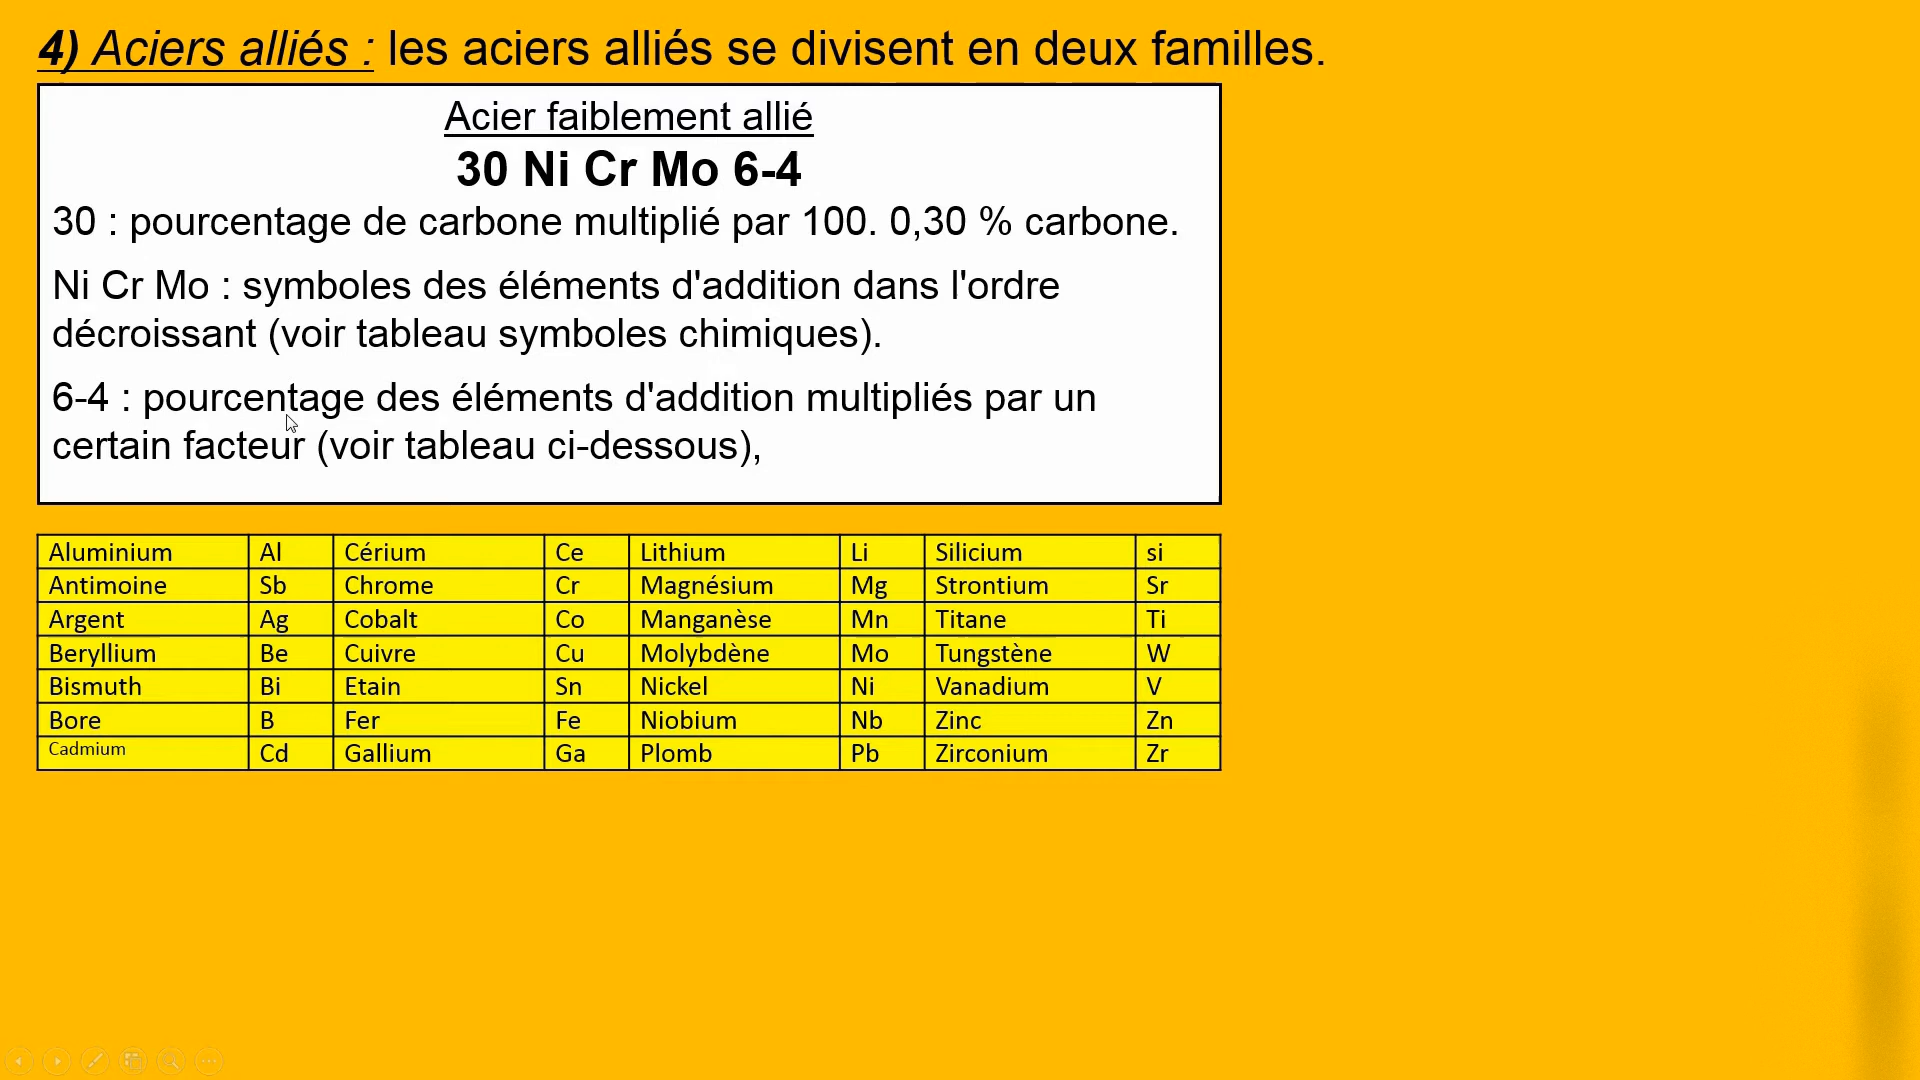 4) Aciers alliés : les aciers alliés se divisent en deux familles.
Acier faiblement allié
30 Ni Cr Mo 6-4
30 : pourcentage de carbone multiplié par 100. 0,30 % carbone.
Ni Cr Mo : symboles des éléments d'addition dans l'ordre
décroissant (voir tableau symboles chimiques).
6-4 : pourcentage des éléments d'addition multipliés par un
certain facteur (voir tableau ci-dessous),
Aluminium Al Cérium Ce Lithium Li Silicium si
Antimoine Sb Chrome Cr Magnésium Mg Strontium Sr
Argent Ag Cobalt Co Manganèse Mn Titane Ti
Beryllium Be Cuivre Cu Molybdène Mo Tungstène W
Bismuth Bi Etain Sn Nickel Ni Vanadium V
Bore B Fer Fe Niobium Nb Zinc Zn
Cadmium Cd Gallium Ga Plomb Pb Zirconium Zr